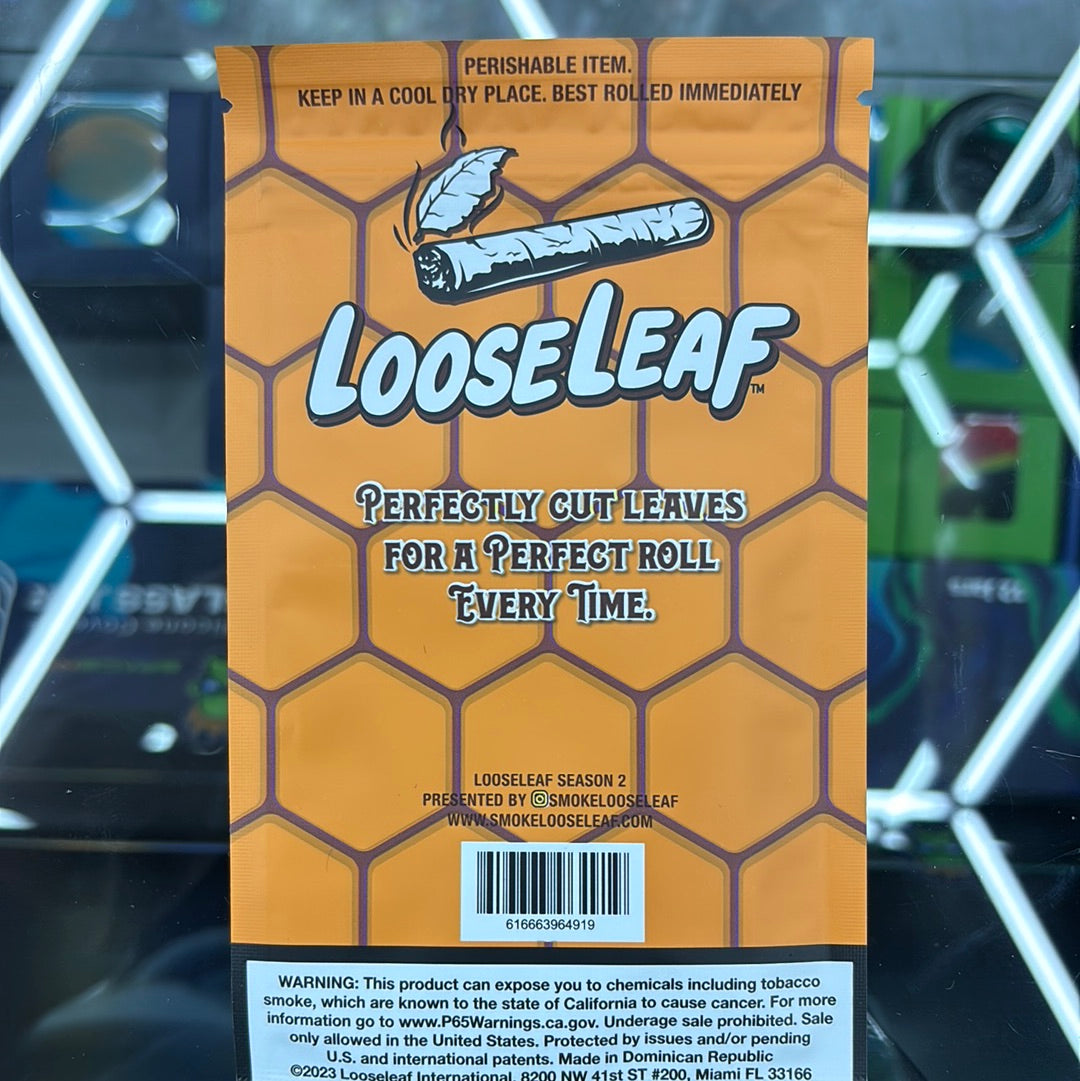 PERISHABLE ITEM.
KEEP IN A COOL DRY PLACE. BEST ROLLED IMMEDIATELY
LOOSELEAF™
PERFECTLY CUT LEAVES
FOR A PERFECT ROLL
EVERY TIME.
LOOSELEAF SEASON 2
PRESENTED BY @SMOKELOOSELEAF
WWW.SMOKELOOSELEAF.COM
616663964919
WARNING: This product can expose you to chemicals including tobacco
smoke, which are known to the state of California to cause cancer. For more
information go to www.P65Warnings.ca.gov. Underage sale prohibited. Sale
only allowed in the United States. Protected by issues and/or pending
U.S. and international patents. Made in Dominican Republic
©2023 Looseleaf International, 8200 NW 41st ST #200, Miami FL 33166